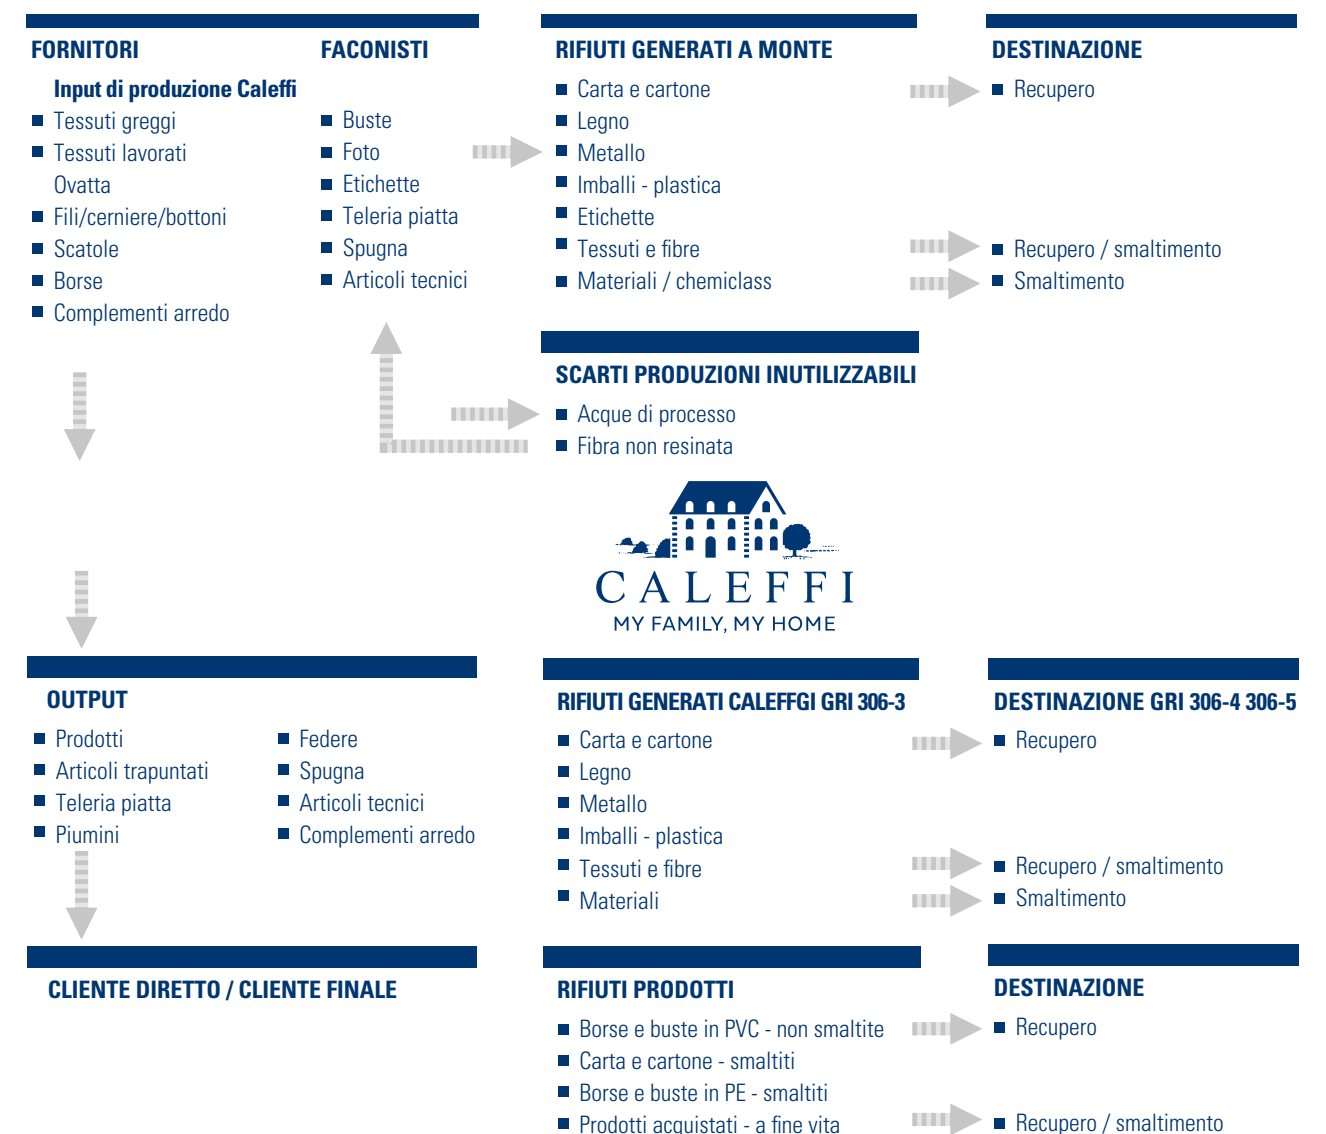 FORNITORI
Input di produzione Caleffi
Tessuti greggi
Tessuti lavorati
Ovatta
Fili/cerniere/bottoni
Scatole
Borse
Complementi arredo
FACONISTI
Buste
Foto
Etichette
Teleria piatta
Spugna
Articoli tecnici
RIFIUTI GENERATI A MONTE
Carta e cartone
Legno
Metallo
Imballi - plastica
Etichette
Tessuti e fibre
Materiali / chemiclass
DESTINAZIONE
Recupero
Recupero / smaltimento
Smaltimento
SCARTI PRODUZIONI INUTILIZZABILI
Acque di processo
Fibra non resinata
CALEFFI
MY FAMILY, MY HOME
OUTPUT
Prodotti
Articoli trapuntati
Teleria piatta
Piumini
Federe
Spugna
Articoli tecnici
Complementi arredo
RIFIUTI GENERATI CALEFFGI GRI 306-3
Carta e cartone
Legno
Metallo
Imballi - plastica
Tessuti e fibre
Materiali
DESTINAZIONE GRI 306-4 306-5
Recupero
Recupero / smaltimento
Smaltimento
CLIENTE DIRETTO / CLIENTE FINALE
RIFIUTI PRODOTTI
Borse e buste in PVC - non smaltite
Carta e cartone - smaltiti
Borse e buste in PE - smaltiti
Prodotti acquistati - a fine vita
DESTINAZIONE
Recupero
Recupero / smaltimento